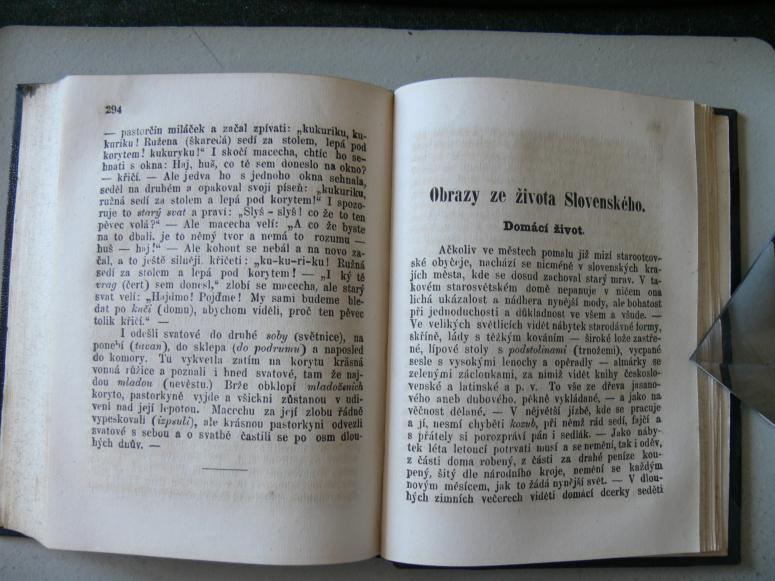 294
— pastorčin miláček a začal zpívati: „kukuriku, ku-
kuriku! Ružena (škaredá) sedí za stolem, lepá pod
korytem! kukuryku!“ I skočí macecha, chtíc ho se-
hnati s okna: Haj, huš, co tě sem doneslo na okno?
— křičí. — Ale jedva ho s jednoho okna sehnala,
seděl na druhém a opakoval svoji píseň: „kukuriku,
ružná sedí za stolem a lepá pod korytem!“ I spozo-
ruje to starý svat a praví: „Slyš - slyš! co že to ten
pěvec volá?“ — Ale macecha velí: „A co že byste
na to dbali, je to němý tvor a nemá to rozumu —
huš — haj!“ — Ale kohout se nebál a na novo za-
čal, a to ještě silněji křičeti: „ku-ku-ri-ku! Ružná
sedí za stolem a lepá pod korytem! — „I ký tě
vrag (čert) sem donesl,“ zlobí se macecha, ale starý
svat velí: „Hajdmo! Pojďme! My sami budeme hle-
dat po kući (domu), abychom viděli, proč ten pěvec
tolik křičí.“ —
I odešli svatové do druhé soby (světnice), na
ponebí (tavan), do sklepa (do podrumu) a naposled
do komory. Tu vykvetla zatím na korytu krásná
vonná růžice a poznali i hned svatové, tam že najdou
dou mladou (nevěstu). Brže obklopí mladoženich
koryto, pastorkyně vyjde a všickni zůstanou v udi-
vení nad její lepotou. Macechu za její zlobu řádně
vypeskovali (izpsuli), ale krásnou pastorkyni odvezli
svatové s sebou a o svatbě častili se po osm dlou-
hých dnův. —
Obrazy ze života Slovenského.
Domácí život.
Ačkoliv ve městech pomalu již mizí starootcov-
ské obyčeje, nachází se nicméně v slovenských kra-
jích města, kde se dosud zachoval starý mrav. V ta-
kovém starosvětském domě nepanuje v ničem ona
lichá ukázalost a nádhera nynější mody, ale bohatost
při jednoduchosti a důkladnost ve všem a všude. —
Ve velikých světlicích vidět nábytek starodávné formy,
skříně, lády s těžkým kováním — široké lože zastře-
né, lipové stoly s podstolinami (trnožemi), vycpané
sesle s vysokými lenochy a opěradly — almárky se
zelenými záclonkami, za nimiž vidět knihy českoslo-
venské a latinské a p. v. To vše ze dřeva jasano-
vého aneb dubového, pěkně vykládané, — a jako na
věčnost dělané. — V největší jizbě, kde se pracuje
a jí, nesmí chyběti kozub, při němž rád sedí, fajčí a
s přátely si porozpráví pán i sedlák. — Jako náby-
tek léta letoucí potrvati musí a se nemění, tak i oděv,
z části doma robený, z části za drahé peníze kou-
pený, šitý dle národního kroje, nemění se každým
novým měsícem, jak to žádá nynější svět. — V dlou-
hých zimních večerech viděti domácí dcerky seděti